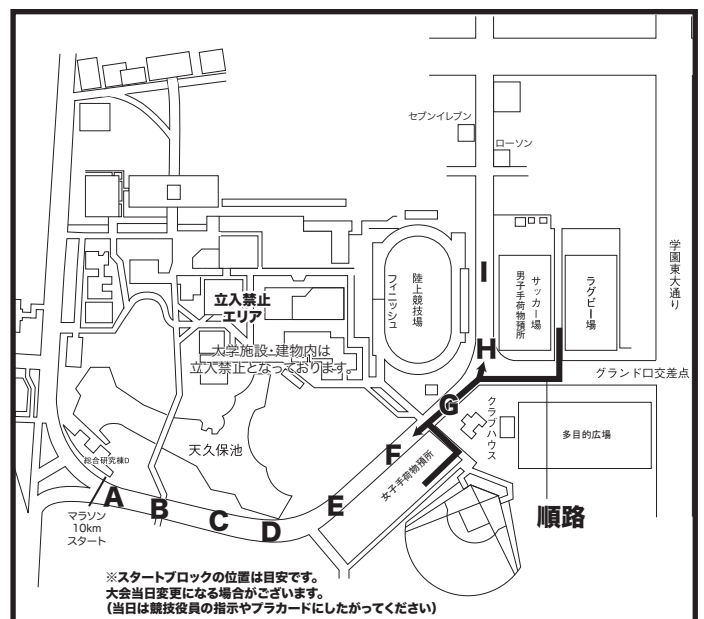 セブンイレブン
ローソン
学園東大通り
陸上競技場
フィニッシュ
I
サッカー場
男子手荷物預所
ラグビー場
立入禁止
エリア
大学施設・建物内は
立入禁止となっております。
H
グランド口交差点
G
クラブハウス
多目的広場
天久保池
F
女子手荷物預所
総合研究棟D
A
B
C
D
E
マラソン
10km
スタート
順路
※スタートブロックの位置は目安です。
大会当日変更になる場合がございます。
(当日は競技役員の指示やプラカードにしたがってください)